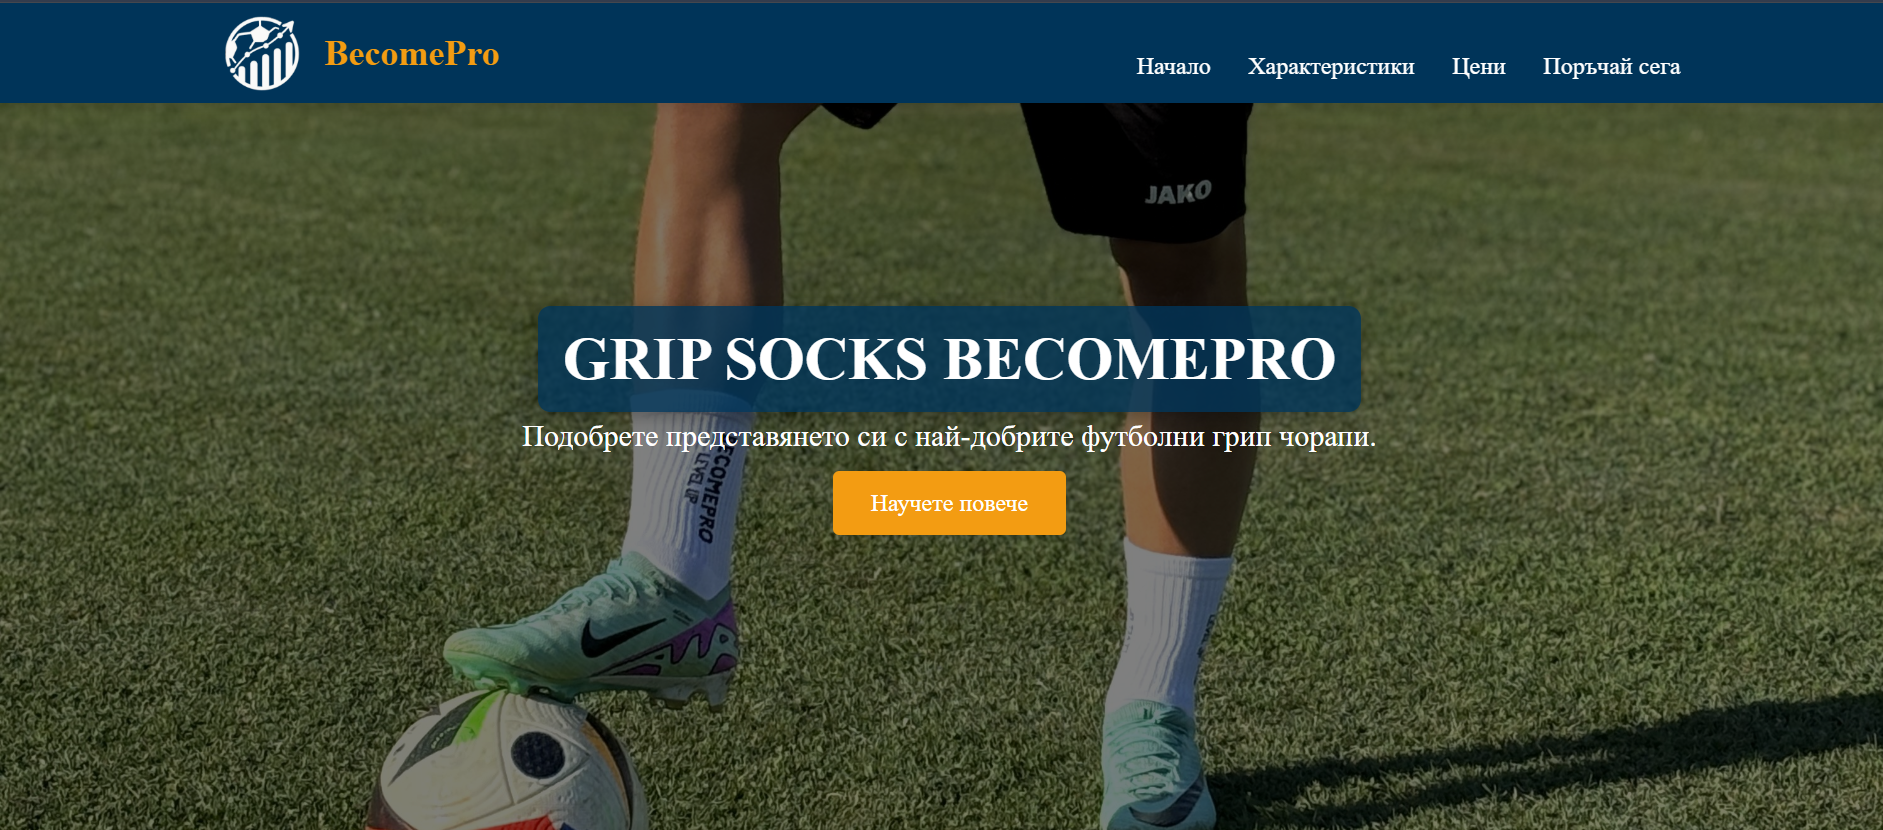 BecomePro
Начало Характеристики Цени Поръчай сега
JAKO
GRIP SOCKS BECOMEPRO
Подобрете представянето си с най-добрите футболни грип чорапи.
BECOMEPRO
LEVEL UP
Научете повече
LEVEL